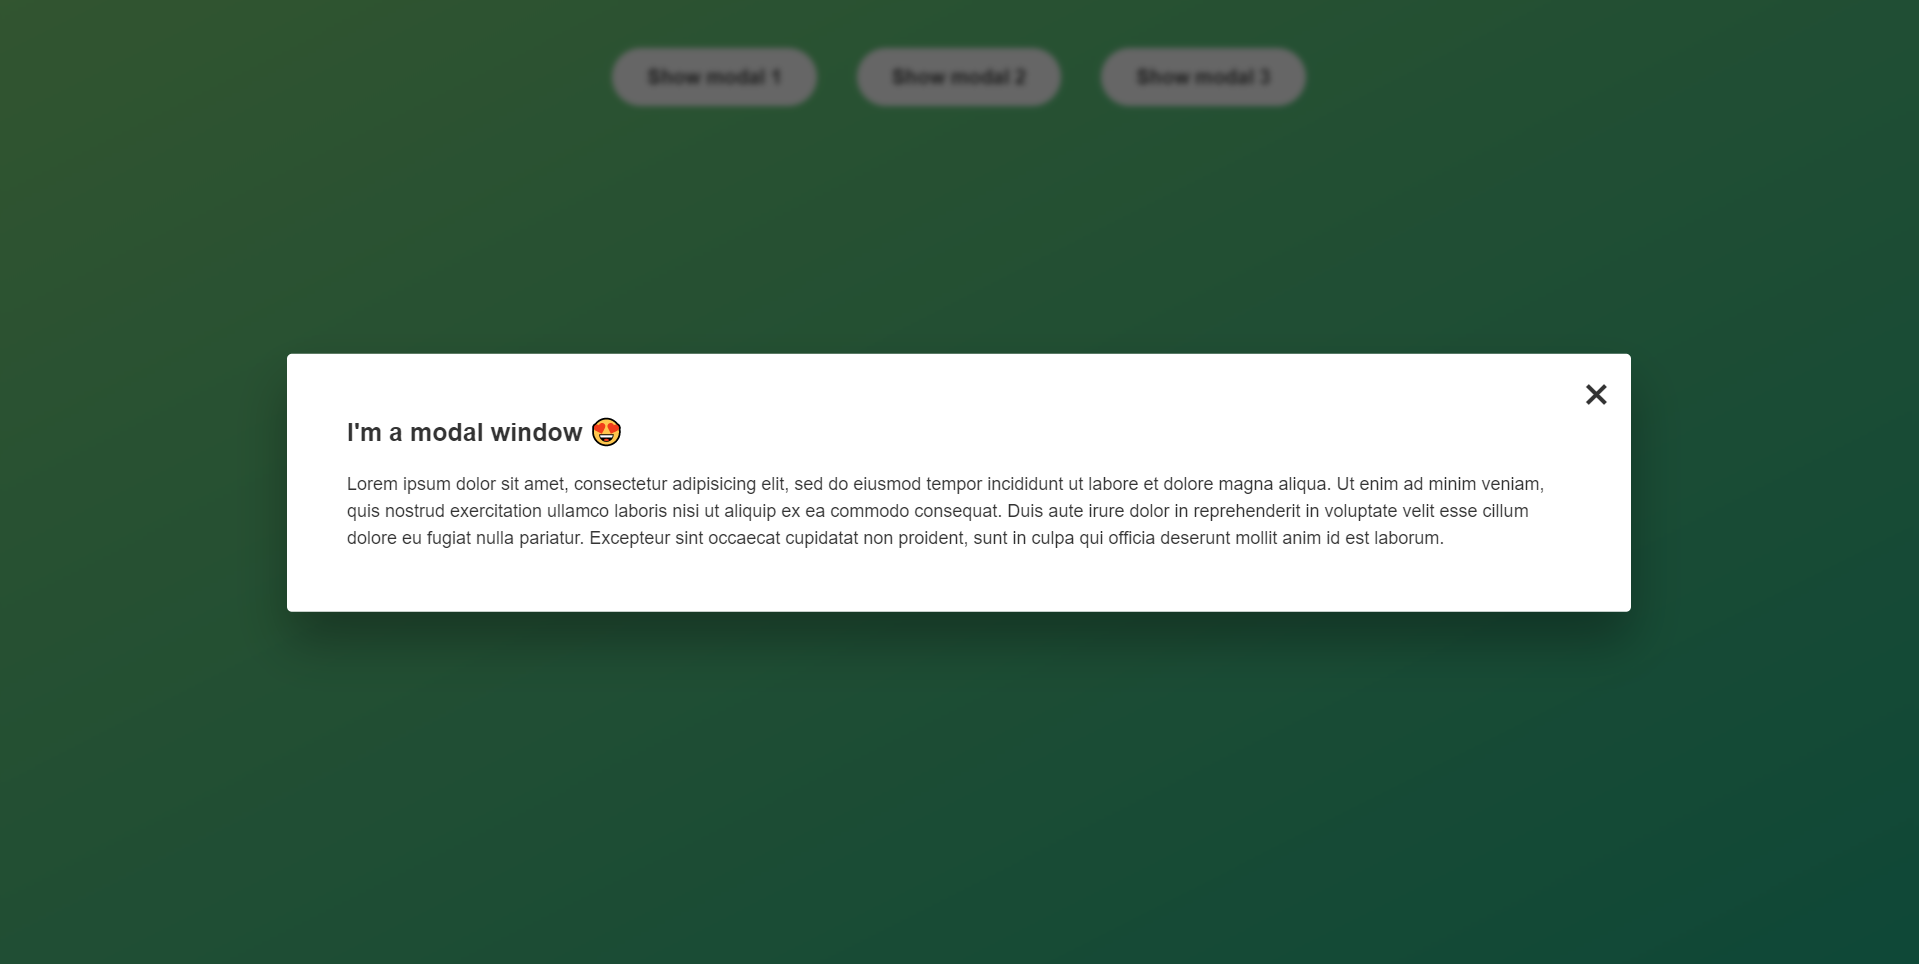 Show modal 1 Show modal 2 Show modal 3
×
I'm a modal window 😍
Lorem ipsum dolor sit amet, consectetur adipisicing elit, sed do eiusmod tempor incididunt ut labore et dolore magna aliqua. Ut enim ad minim veniam,
quis nostrud exercitation ullamco laboris nisi ut aliquip ex ea commodo consequat. Duis aute irure dolor in reprehenderit in voluptate velit esse cillum
dolore eu fugiat nulla pariatur. Excepteur sint occaecat cupidatat non proident, sunt in culpa qui officia deserunt mollit anim id est laborum.